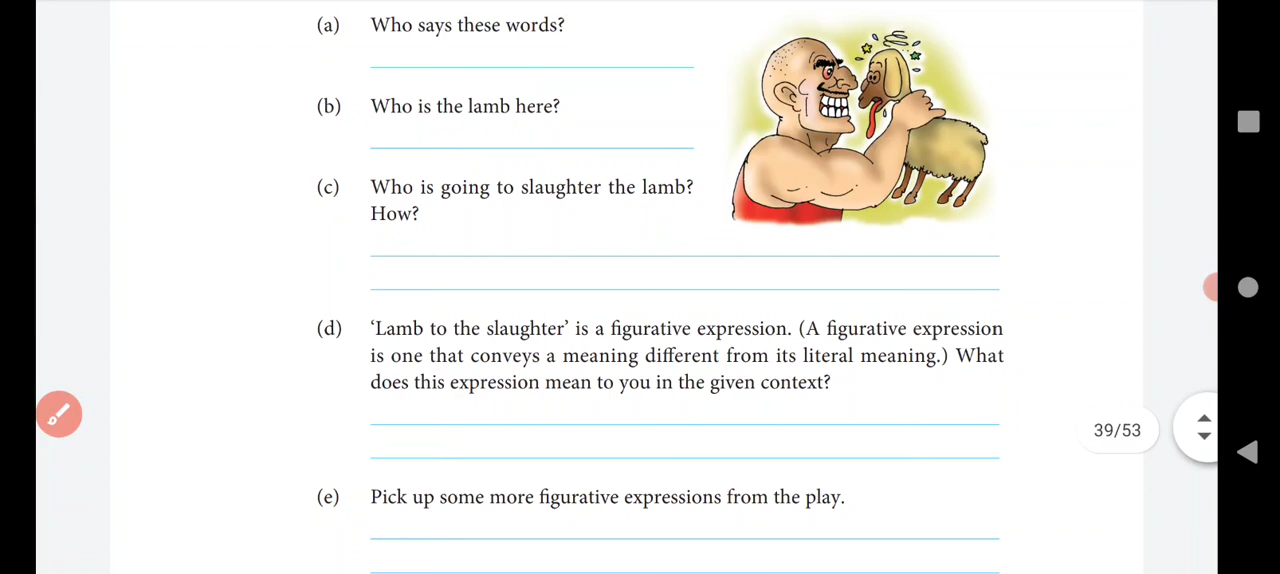 (a) Who says these words?
(b) Who is the lamb here?
(c) Who is going to slaughter the lamb?
How?
(d) ‘Lamb to the slaughter’ is a figurative expression. (A figurative expression
is one that conveys a meaning different from its literal meaning.) What
does this expression mean to you in the given context?
39/53
(e) Pick up some more figurative expressions from the play.